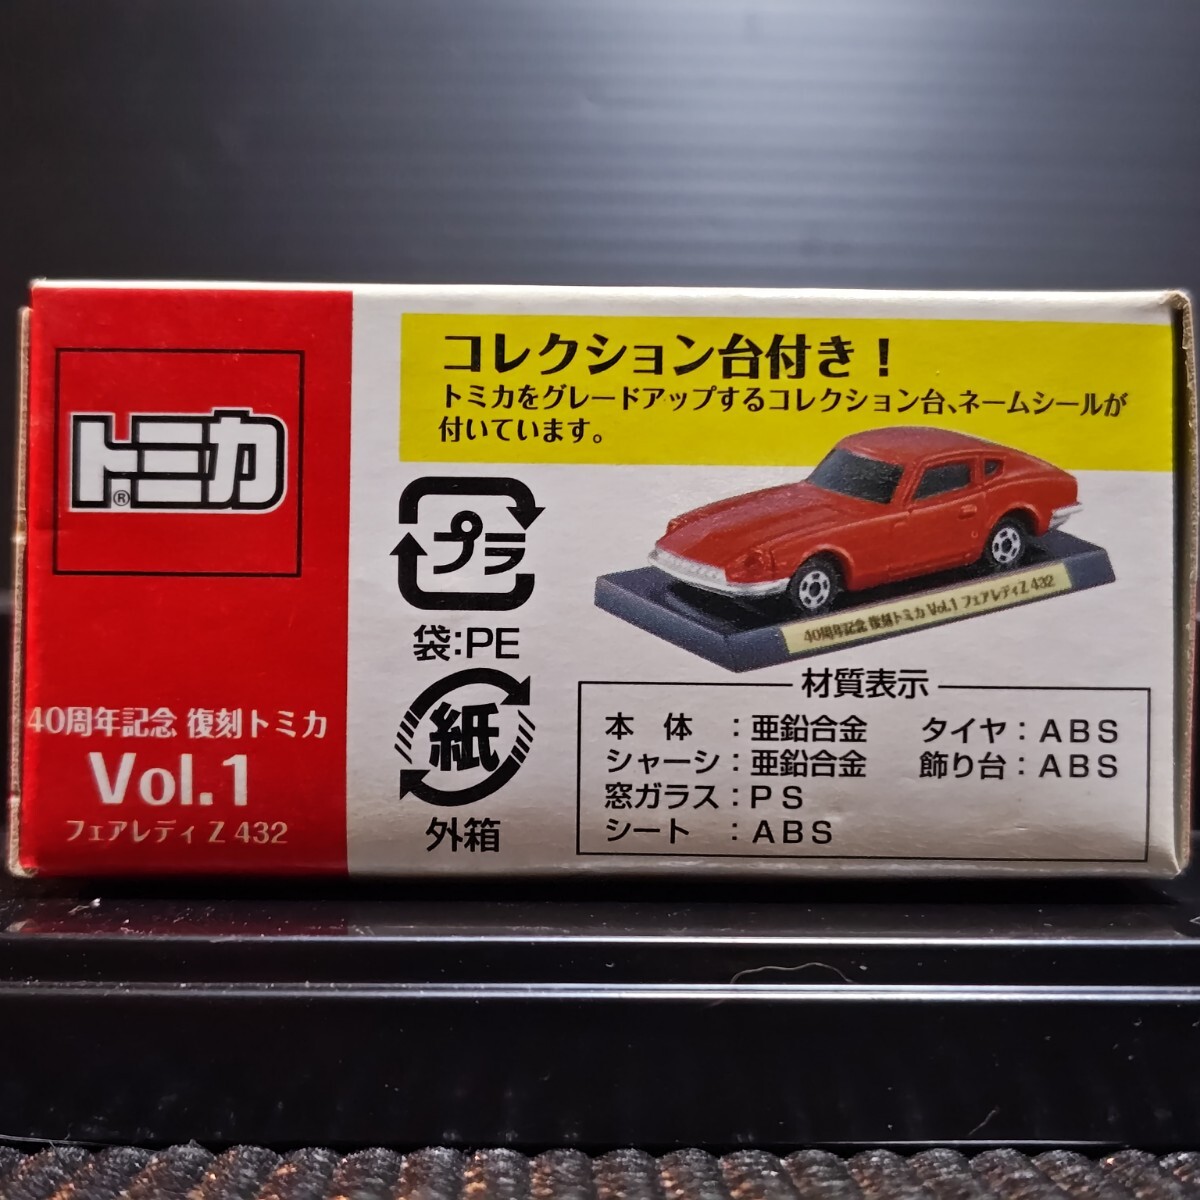 トミカ
®
40周年記念 復刻トミカ
Vol.1
フェアレディ Z 432
コレクション台付き！
トミカをグレードアップするコレクション台、ネームシールが
付いています。
プラ
袋：PE
紙
外箱
40周年記念 復刻トミカ Vol.1 フェアレディZ 432
材質表示
本　体　：亜鉛合金　タイヤ：ＡＢＳ
シャーシ：亜鉛合金　飾り台：ＡＢＳ
窓ガラス：ＰＳ
シート　：ＡＢＳ